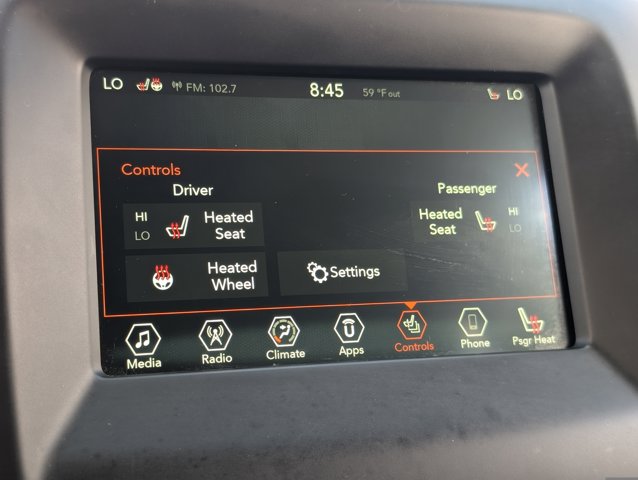 LO FM: 102.7 8:45 59 °F out LO
Controls
Driver Passenger
HI
LO
Heated
Seat
Heated
Seat
HI
LO
Heated
Wheel
Settings
Media Radio Climate Apps Controls Phone Psgr Heat